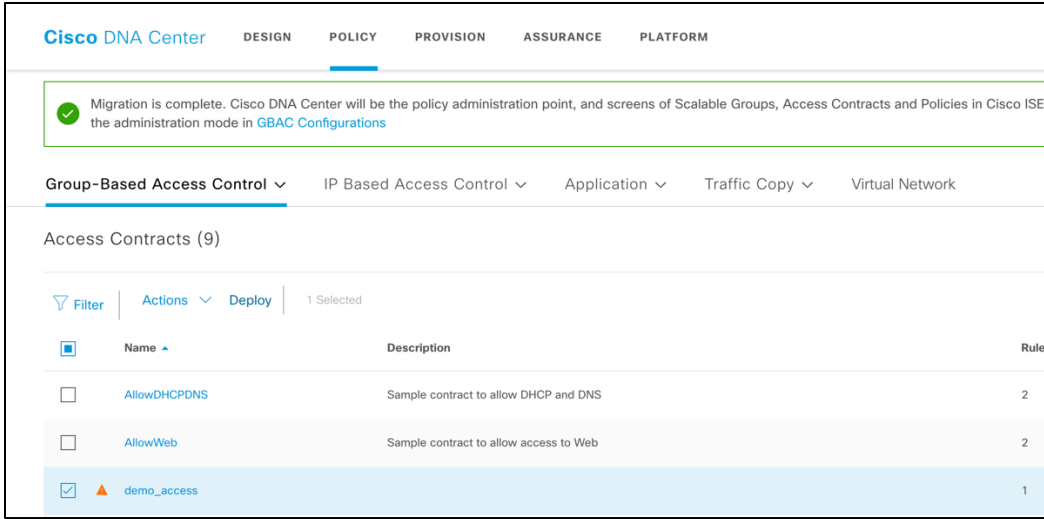 Cisco DNA Center DESIGN POLICY PROVISION ASSURANCE PLATFORM
Migration is complete. Cisco DNA Center will be the policy administration point, and screens of Scalable Groups, Access Contracts and Policies in Cisco ISE
the administration mode in GBAC Configurations
Group-Based Access Control IP Based Access Control Application Traffic Copy Virtual Network
Access Contracts (9)
Filter Actions Deploy 1 Selected
Name Description Rule
AllowDHCPDNS Sample contract to allow DHCP and DNS 2
AllowWeb Sample contract to allow access to Web 2
demo_access 1